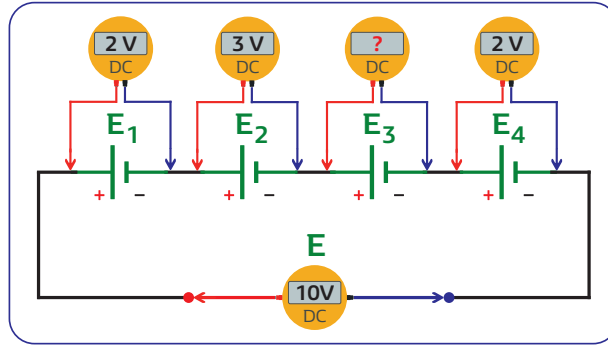 2 V 3 V ? 2 V
DC DC DC DC
E1 E2 E3 E4
+ − + − + − + −
E
10V
DC